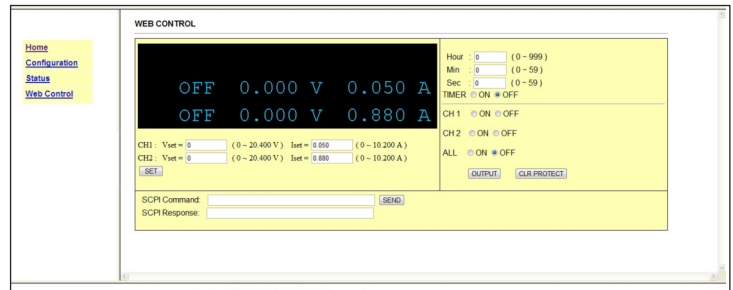 WEB CONTROL
Home
Configuration
Status
Web Control
OFF 0.000 V 0.050 A
OFF 0.000 V 0.880 A
CH1 : Vset = 0 ( 0 ~ 20.400 V ) Iset = 0.050 ( 0 ~ 10.200 A )
CH2 : Vset = 0 ( 0 ~ 20.400 V ) Iset = 0.880 ( 0 ~ 10.200 A )
SET
Hour : 0 ( 0 ~ 999 )
Min : 0 ( 0 ~ 59 )
Sec : 0 ( 0 ~ 59 )
TIMER ON OFF
CH 1 ON OFF
CH 2 ON OFF
ALL ON OFF
OUTPUT CLR PROTECT
SCPI Command: SEND
SCPI Response: